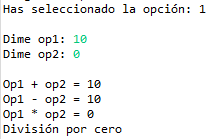 Has seleccionado la opción: 1
Dime op1: 10
Dime op2: 0
Op1 + op2 = 10
Op1 - op2 = 10
Op1 * op2 = 0
División por cero